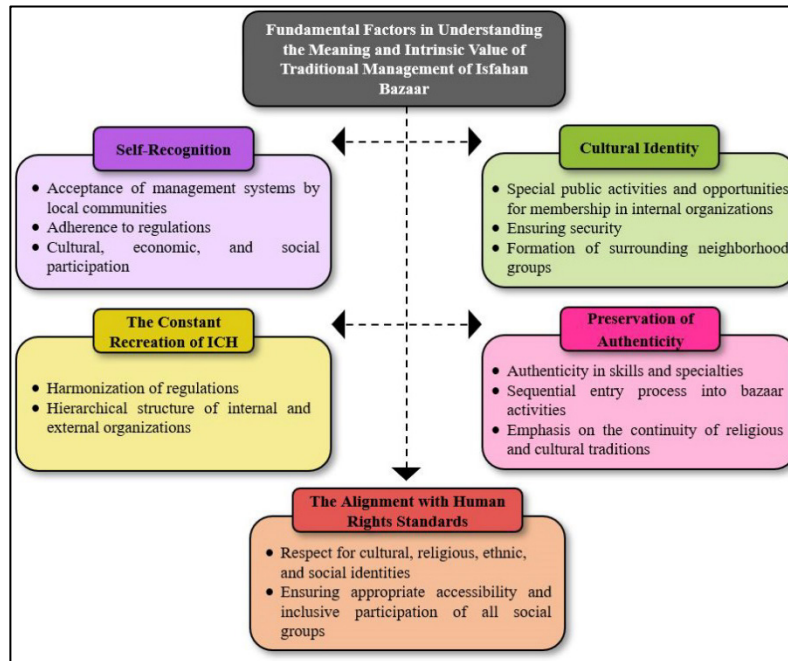 Fundamental Factors in Understanding
the Meaning and Intrinsic Value of
Traditional Management of Isfahan
Bazaar
Self-Recognition
● Acceptance of management systems by
local communities
● Adherence to regulations
● Cultural, economic, and social
participation
Cultural Identity
● Special public activities and opportunities
for membership in internal organizations
● Ensuring security
● Formation of surrounding neighborhood
groups
The Constant
Recreation of ICH
● Harmonization of regulations
● Hierarchical structure of internal and
external organizations
Preservation of
Authenticity
● Authenticity in skills and specialties
● Sequential entry process into bazaar
activities
● Emphasis on the continuity of religious
and cultural traditions
The Alignment with Human
Rights Standards
● Respect for cultural, religious, ethnic,
and social identities
● Ensuring appropriate accessibility and
inclusive participation of all social
groups